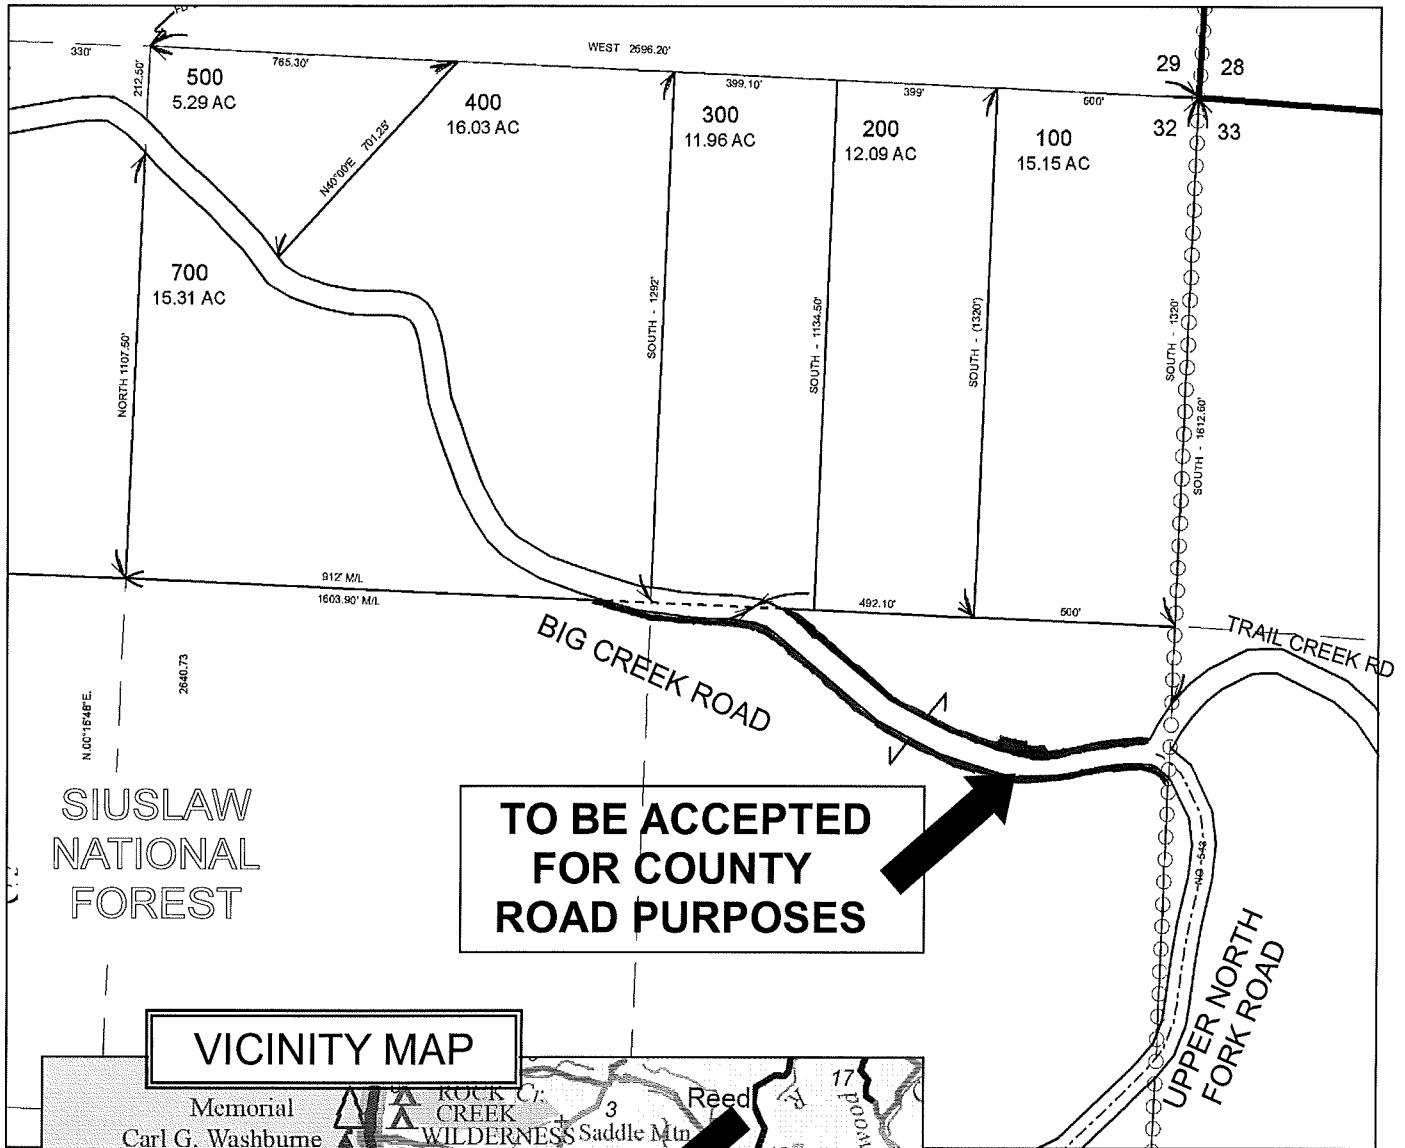 330'
212.50'
500
5.29 AC
765.30'
WEST 2596.20'
N40°00'E 701.25'
400
16.03 AC
399.10'
300
11.96 AC
399'
200
12.09 AC
600'
100
15.15 AC
29 28
32 33
700
15.31 AC
NORTH 1107.50'
SOUTH - 1292'
SOUTH - 1134.50'
SOUTH - (1320')
SOUTH - 1320'
SOUTH - 1612.60'
912' M/L
1603.90' M/L
492.10'
500'
BIG CREEK ROAD
TRAIL CREEK RD
2640.73
N.00°16'48"E.
SIUSLAW
NATIONAL
FOREST
TO BE ACCEPTED
FOR COUNTY
ROAD PURPOSES
UPPER NORTH
FORK ROAD
VICINITY MAP
Memorial
Carl G. Washburne
ROCK Cr.
CREEK
WILDERNESS
3
Saddle Mtn
Reed
R
17
wood